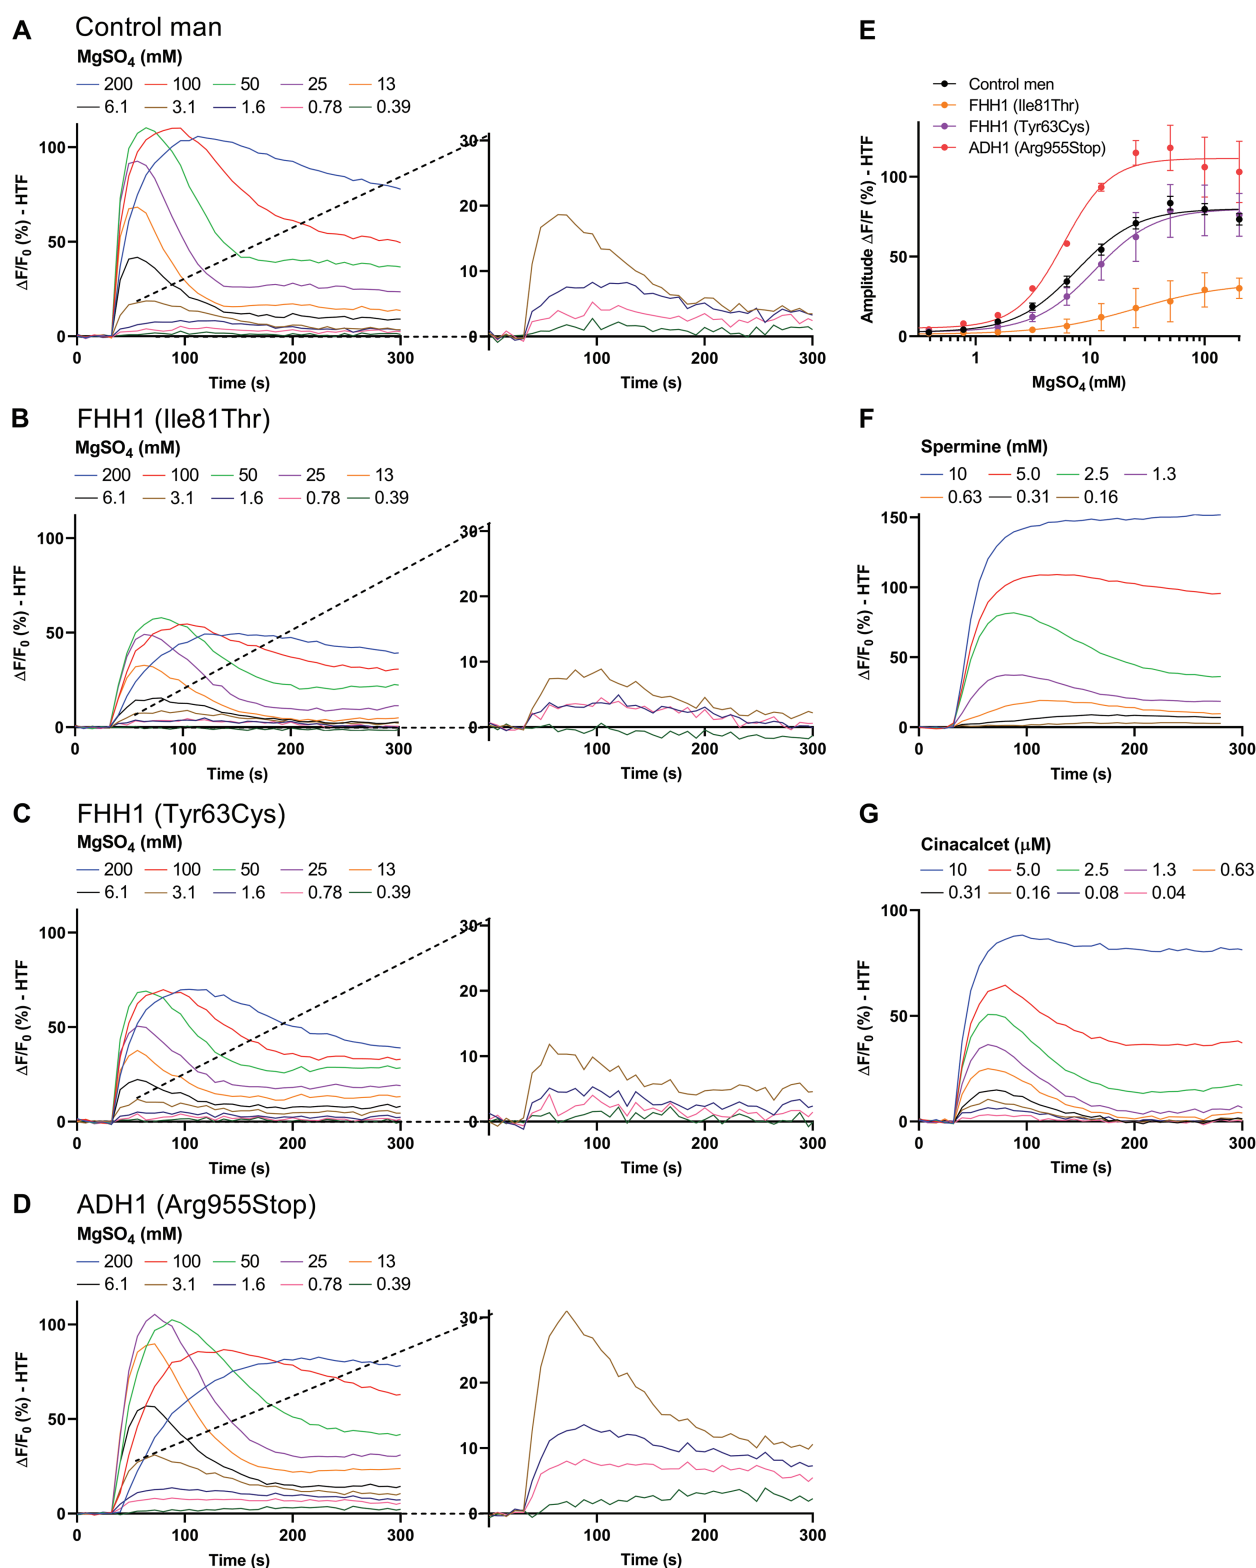 A Control man
MgSO4 (mM)
200 100 50 25 13
6.1 3.1 1.6 0.78 0.39
ΔF/F0 (%) - HTF
100
50
0
0 100 200 300
Time (s)
30
20
10
0
100 200 300
Time (s)
B FHH1 (Ile81Thr)
MgSO4 (mM)
200 100 50 25 13
6.1 3.1 1.6 0.78 0.39
ΔF/F0 (%) - HTF
100
50
0
0 100 200 300
Time (s)
30
20
10
0
100 200 300
Time (s)
C FHH1 (Tyr63Cys)
MgSO4 (mM)
200 100 50 25 13
6.1 3.1 1.6 0.78 0.39
ΔF/F0 (%) - HTF
100
50
0
0 100 200 300
Time (s)
30
20
10
0
100 200 300
Time (s)
D ADH1 (Arg955Stop)
MgSO4 (mM)
200 100 50 25 13
6.1 3.1 1.6 0.78 0.39
ΔF/F0 (%) - HTF
100
50
0
0 100 200 300
Time (s)
30
20
10
0
100 200 300
Time (s)
E
Control men
FHH1 (Ile81Thr)
FHH1 (Tyr63Cys)
ADH1 (Arg955Stop)
Amplitude ΔF/F (%) - HTF
100
50
0
1 10 100
MgSO4 (mM)
F
Spermine (mM)
10 5.0 2.5 1.3
0.63 0.31 0.16
ΔF/F0 (%) - HTF
150
100
50
0
0 100 200 300
Time (s)
G
Cinacalcet (μM)
10 5.0 2.5 1.3 0.63
0.31 0.16 0.08 0.04
ΔF/F0 (%) - HTF
100
50
0
0 100 200 300
Time (s)